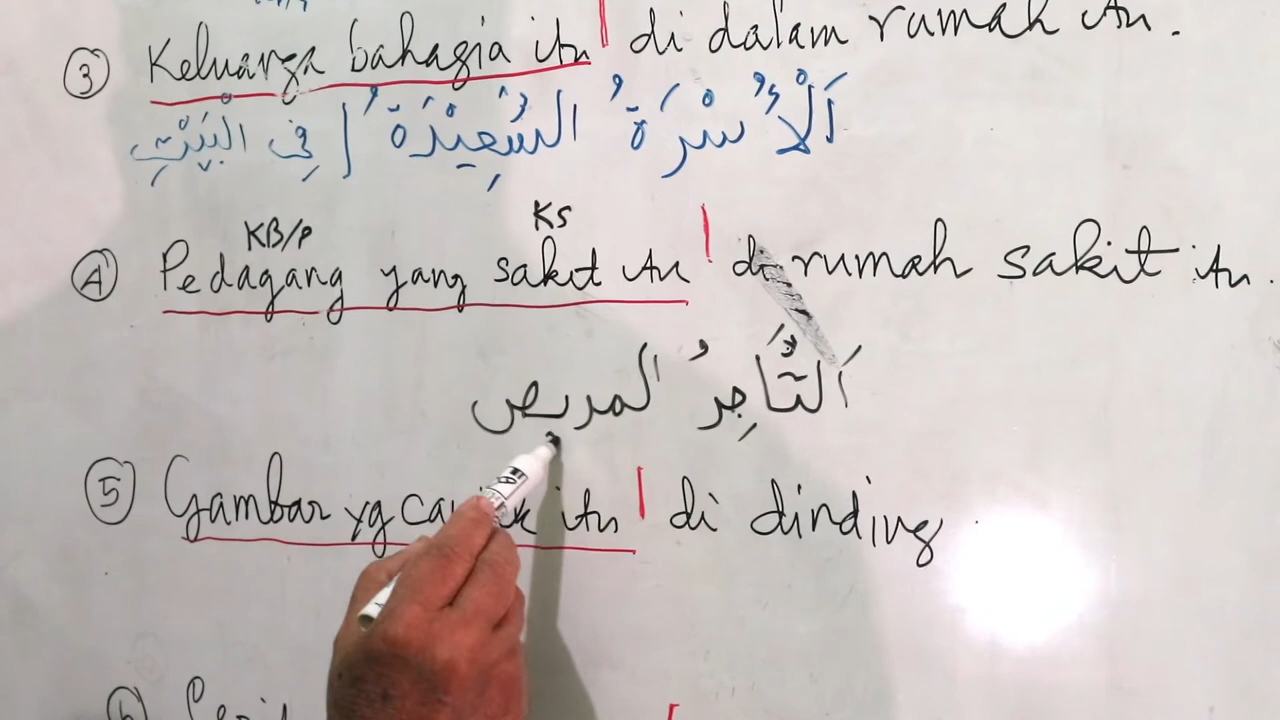 ③ Keluarga bahagia itu di dalam rumah itu.
اَلْأُسْرَةُ السَّعِيْدَةُ فِي الْبَيْتِ
KB/P KS
④ Pedagang yang sakit itu di rumah sakit itu.
اَلتَّاجِرُ المريض
⑤ Gambar yg itu di dinding